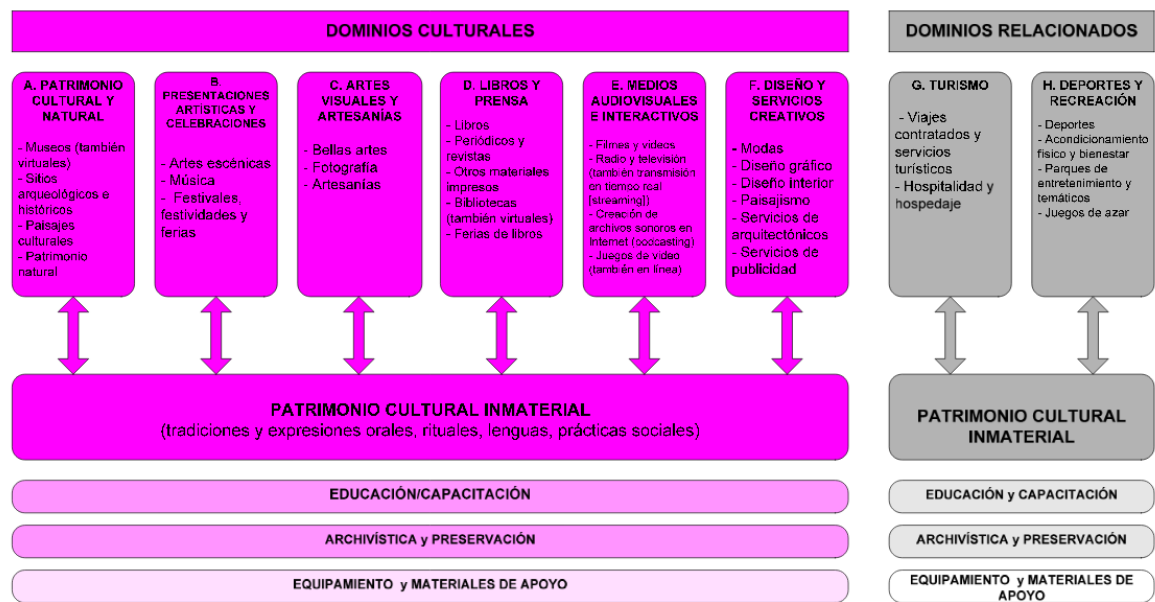 DOMINIOS CULTURALES
DOMINIOS RELACIONADOS
A. PATRIMONIO
CULTURAL Y
NATURAL
- Museos (también
virtuales)
- Sitios
arqueológicos e
históricos
- Paisajes
culturales
- Patrimonio
natural
B.
PRESENTACIONES
ARTÍSTICAS Y
CELEBRACIONES
- Artes escénicas
- Música
- Festivales,
festividades y
ferias
C. ARTES
VISUALES Y
ARTESANÍAS
- Bellas artes
- Fotografía
- Artesanías
D. LIBROS Y
PRENSA
- Libros
- Periódicos y
revistas
- Otros materiales
impresos
- Bibliotecas
(también virtuales)
- Ferias de libros
E. MEDIOS
AUDIOVISUALES
E INTERACTIVOS
- Filmes y videos
- Radio y televisión
(también transmisión
en tiempo real
[streaming])
- Creación de
archivos sonoros en
Internet (podcasting)
- Juegos de video
(también en línea)
F. DISEÑO Y
SERVICIOS
CREATIVOS
- Modas
- Diseño gráfico
- Diseño interior
- Paisajismo
- Servicios de
arquitectónicos
- Servicios de
publicidad
G. TURISMO
- Viajes
contratados y
servicios
turísticos
- Hospitalidad y
hospedaje
H. DEPORTES Y
RECREACIÓN
- Deportes
- Acondicionamiento
físico y bienestar
- Parques de
entretenimiento y
temáticos
- Juegos de azar
PATRIMONIO CULTURAL INMATERIAL
(tradiciones y expresiones orales, rituales, lenguas, prácticas sociales)
PATRIMONIO CULTURAL
INMATERIAL
EDUCACIÓN/CAPACITACIÓN
EDUCACIÓN y CAPACITACIÓN
ARCHIVÍSTICA y PRESERVACIÓN
ARCHIVÍSTICA y PRESERVACIÓN
EQUIPAMIENTO y MATERIALES DE APOYO
EQUIPAMIENTO y MATERIALES DE
APOYO